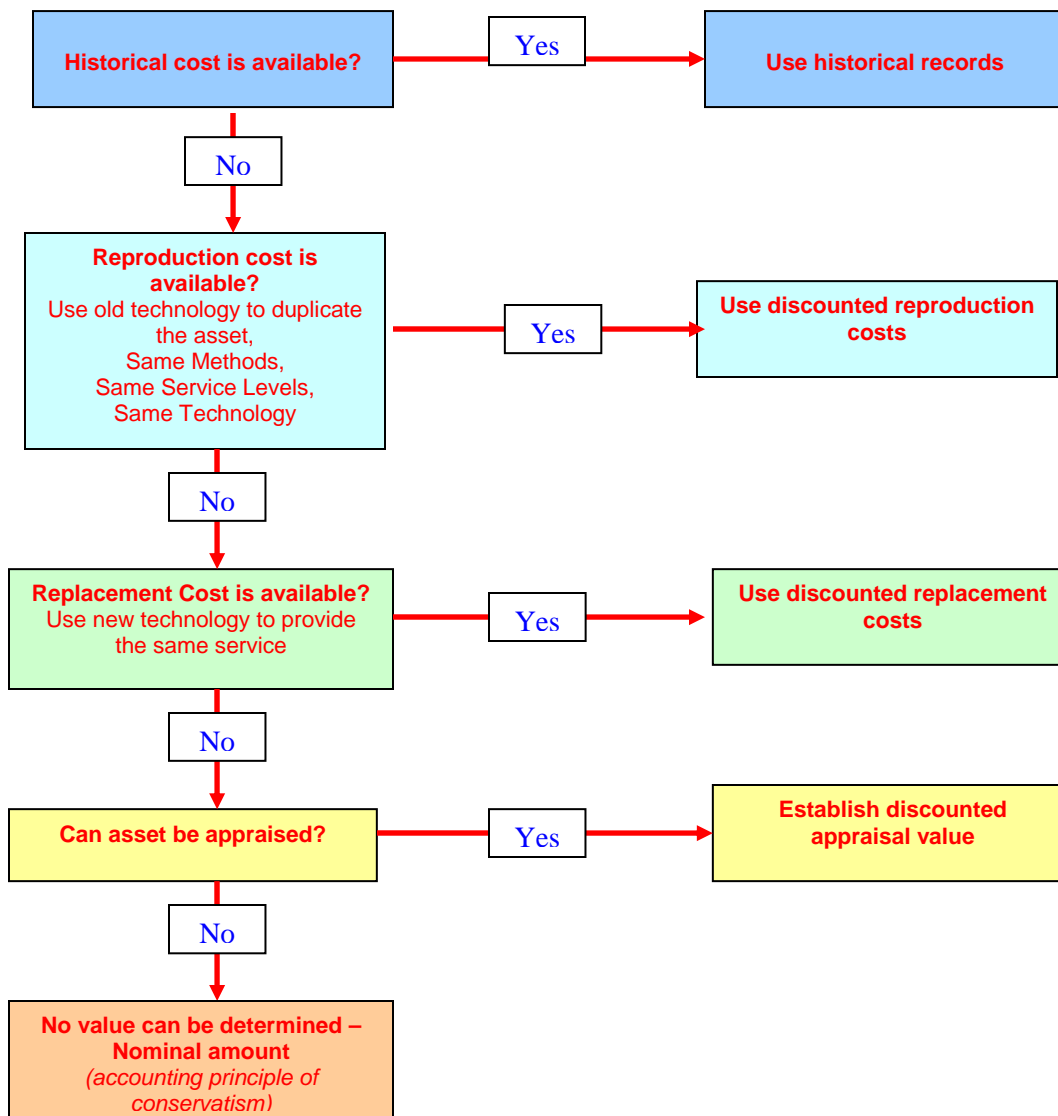 Historical cost is available?
Yes
Use historical records
No
Reproduction cost is
available?
Use old technology to duplicate
the asset,
Same Methods,
Same Service Levels,
Same Technology
Yes
Use discounted reproduction
costs
No
Replacement Cost is available?
Use new technology to provide
the same service
Yes
Use discounted replacement
costs
No
Can asset be appraised?
Yes
Establish discounted
appraisal value
No
No value can be determined –
Nominal amount
(accounting principle of
conservatism)